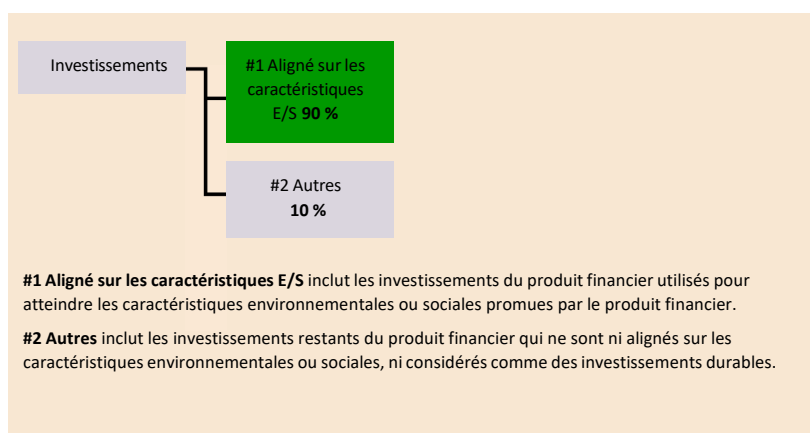 Investissements
#1 Aligné sur les
caractéristiques
E/S 90 %
#2 Autres
10 %
#1 Aligné sur les caractéristiques E/S inclut les investissements du produit financier utilisés pour
atteindre les caractéristiques environnementales ou sociales promues par le produit financier.
#2 Autres inclut les investissements restants du produit financier qui ne sont ni alignés sur les
caractéristiques environnementales ou sociales, ni considérés comme des investissements durables.